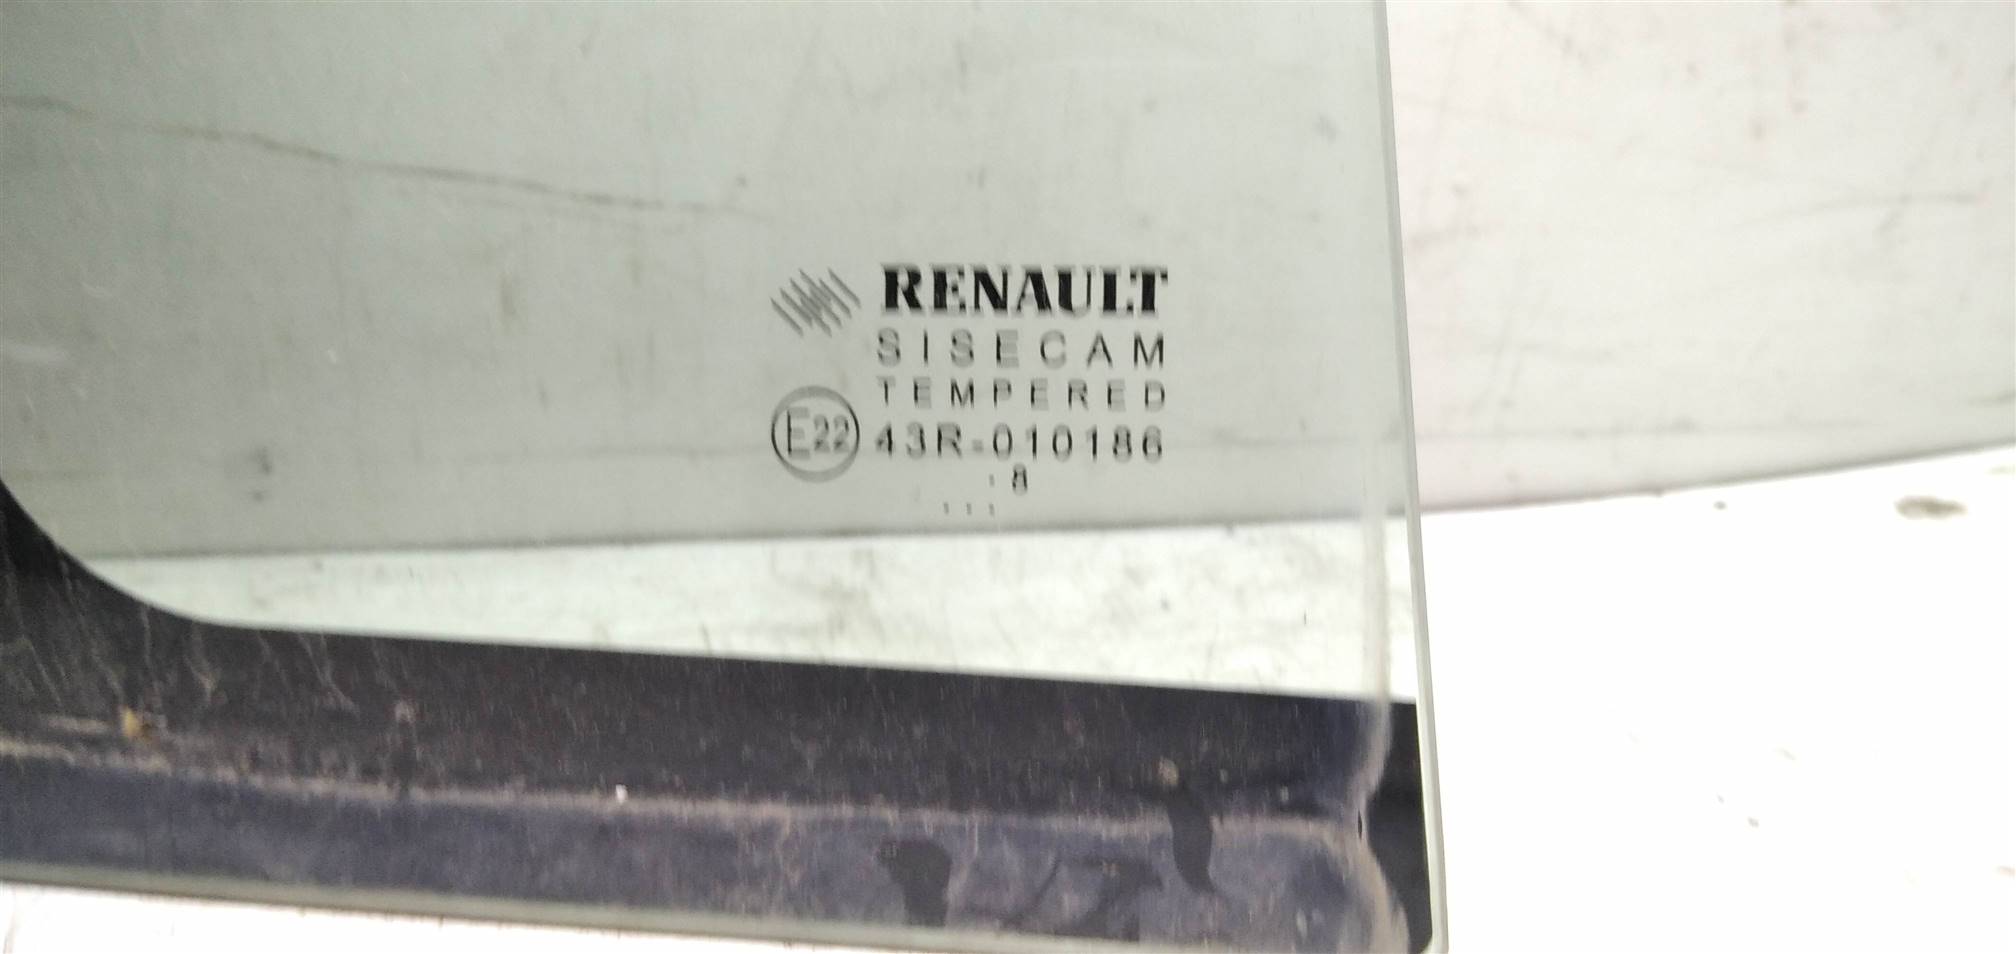 RENAULT
SISECAM
TEMPERED
E22 43R-010186
8